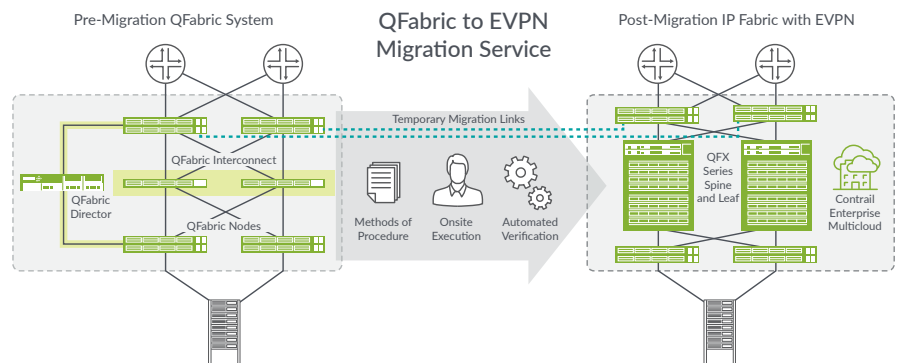 Pre-Migration QFabric System
QFabric to EVPN
Migration Service
Post-Migration IP Fabric with EVPN
Temporary Migration Links
QFabric Interconnect
QFabric
Director
QFabric Nodes
Methods of
Procedure
Onsite
Execution
Automated
Verification
QFX
Series
Spine
and Leaf
Contrail
Enterprise
Multicloud